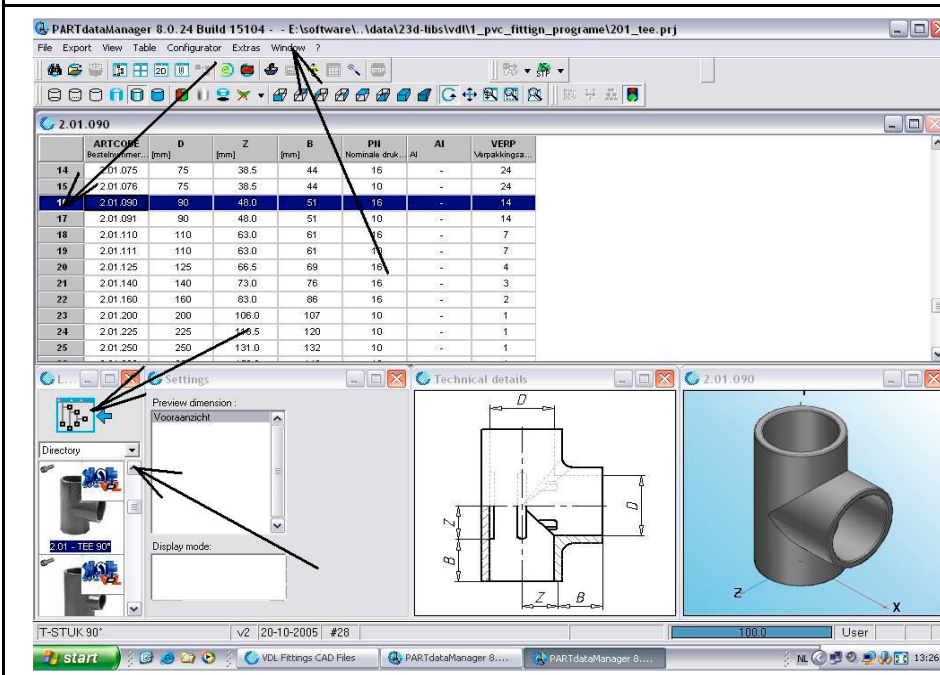 PARTdataManager 8.0.24 Build 15104 - - E:\software\..\data\23d-libs\vdl\1_pvc_fittign_programe\201_tee.prj
File Export View Table Configurator Extras Window ?
2D STP
2.01.090
ARTCODE D Z B PN AI VERP
Bestelnummer... [mm] [mm] [mm] Nominale druk... AI Verpakkingsa...
14 2.01.075 75 38.5 44 16 - 24
15 2.01.076 75 38.5 44 10 - 24
16 2.01.090 90 48.0 51 16 - 14
17 2.01.091 90 48.0 51 10 - 14
18 2.01.110 110 63.0 61 16 - 7
19 2.01.111 110 63.0 61 10 - 7
20 2.01.125 125 66.5 69 16 - 4
21 2.01.140 140 73.0 76 16 - 3
22 2.01.160 160 83.0 86 16 - 2
23 2.01.200 200 106.0 107 10 - 1
24 2.01.225 225 120 10 - 1
25 2.01.250 250 131.0 132 10 - 1
L... Settings Technical details 2.01.090
Preview dimension :
Vooraanzicht
Directory
VDL
2.01 - TEE 90°
VDL
Display mode:
D
D
Z
B
Z B
Z
X
T-STUK 90° v2 20-10-2005 #28 100.0 User
start VDL Fittings CAD Files PARTdataManager 8.... PARTdataManager 8.... NL 13:26